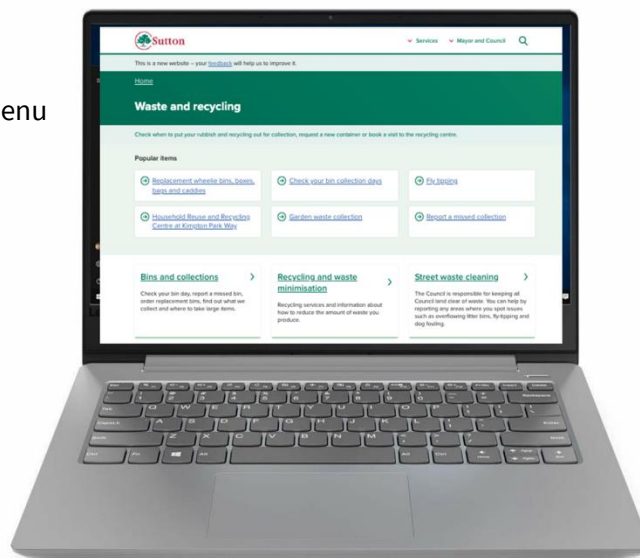 enu
Sutton
Services
Mayor and Council
This is a new website – your feedback will help us to improve it.
Home
Waste and recycling
Check when to put your rubbish and recycling out for collection, request a new container or book a visit to the recycling centre.
Popular items
Replacement wheelie bins, boxes,
bags and caddies
Check your bin collection days
Fly tipping
Household Reuse and Recycling
Centre at Kimpton Park Way
Garden waste collection
Report a missed collection
Bins and collections
Check your bin day, report a missed bin,
order replacement bins, find out what we
collect and where to take large items.
Recycling and waste
minimisation
Recycling services and information about
how to reduce the amount of waste you
produce.
Street waste cleaning
The Council is responsible for keeping all
Council land clear of waste. You can help by
reporting any areas where you spot issues
such as overflowing litter bins, fly-tipping and
dog fouling.
Q W E R T Y U I O P
A S D F G H J K L
Z X C V B N M